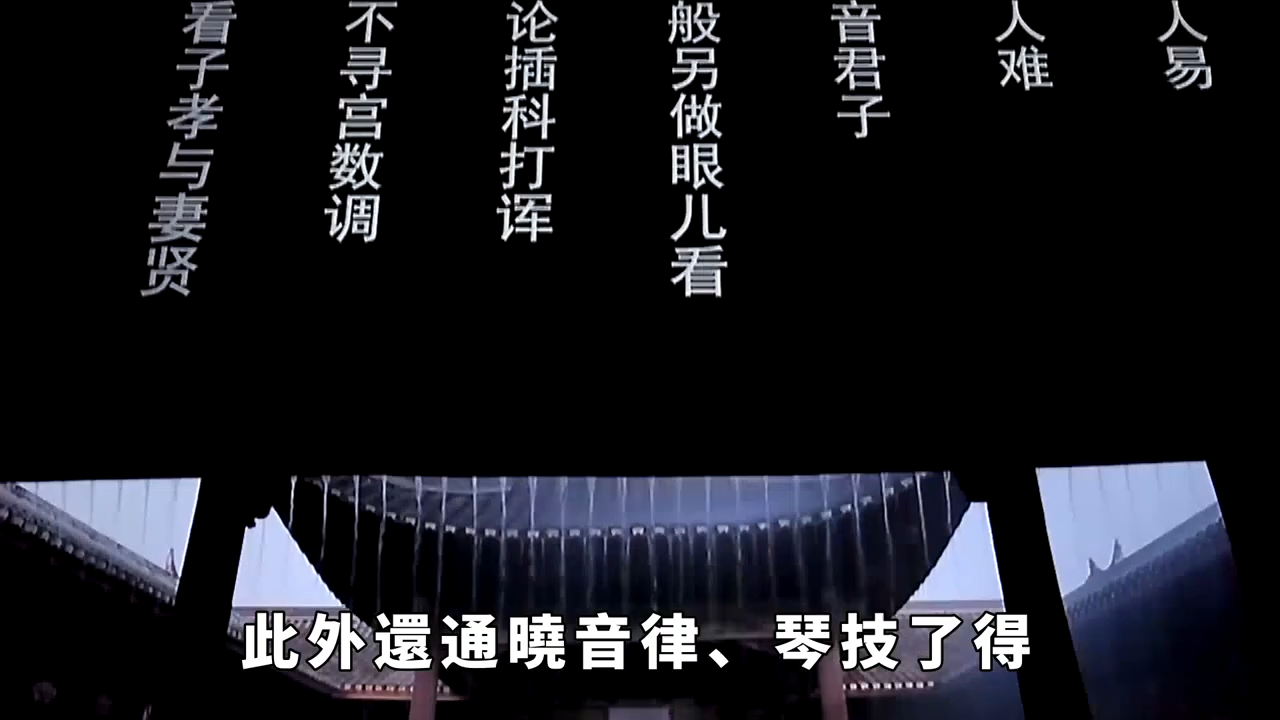 人易
人难
音君子
般另做眼儿看
论插科打诨
不寻宫数调
看子孝与妻贤
此外還通曉音律、琴技了得